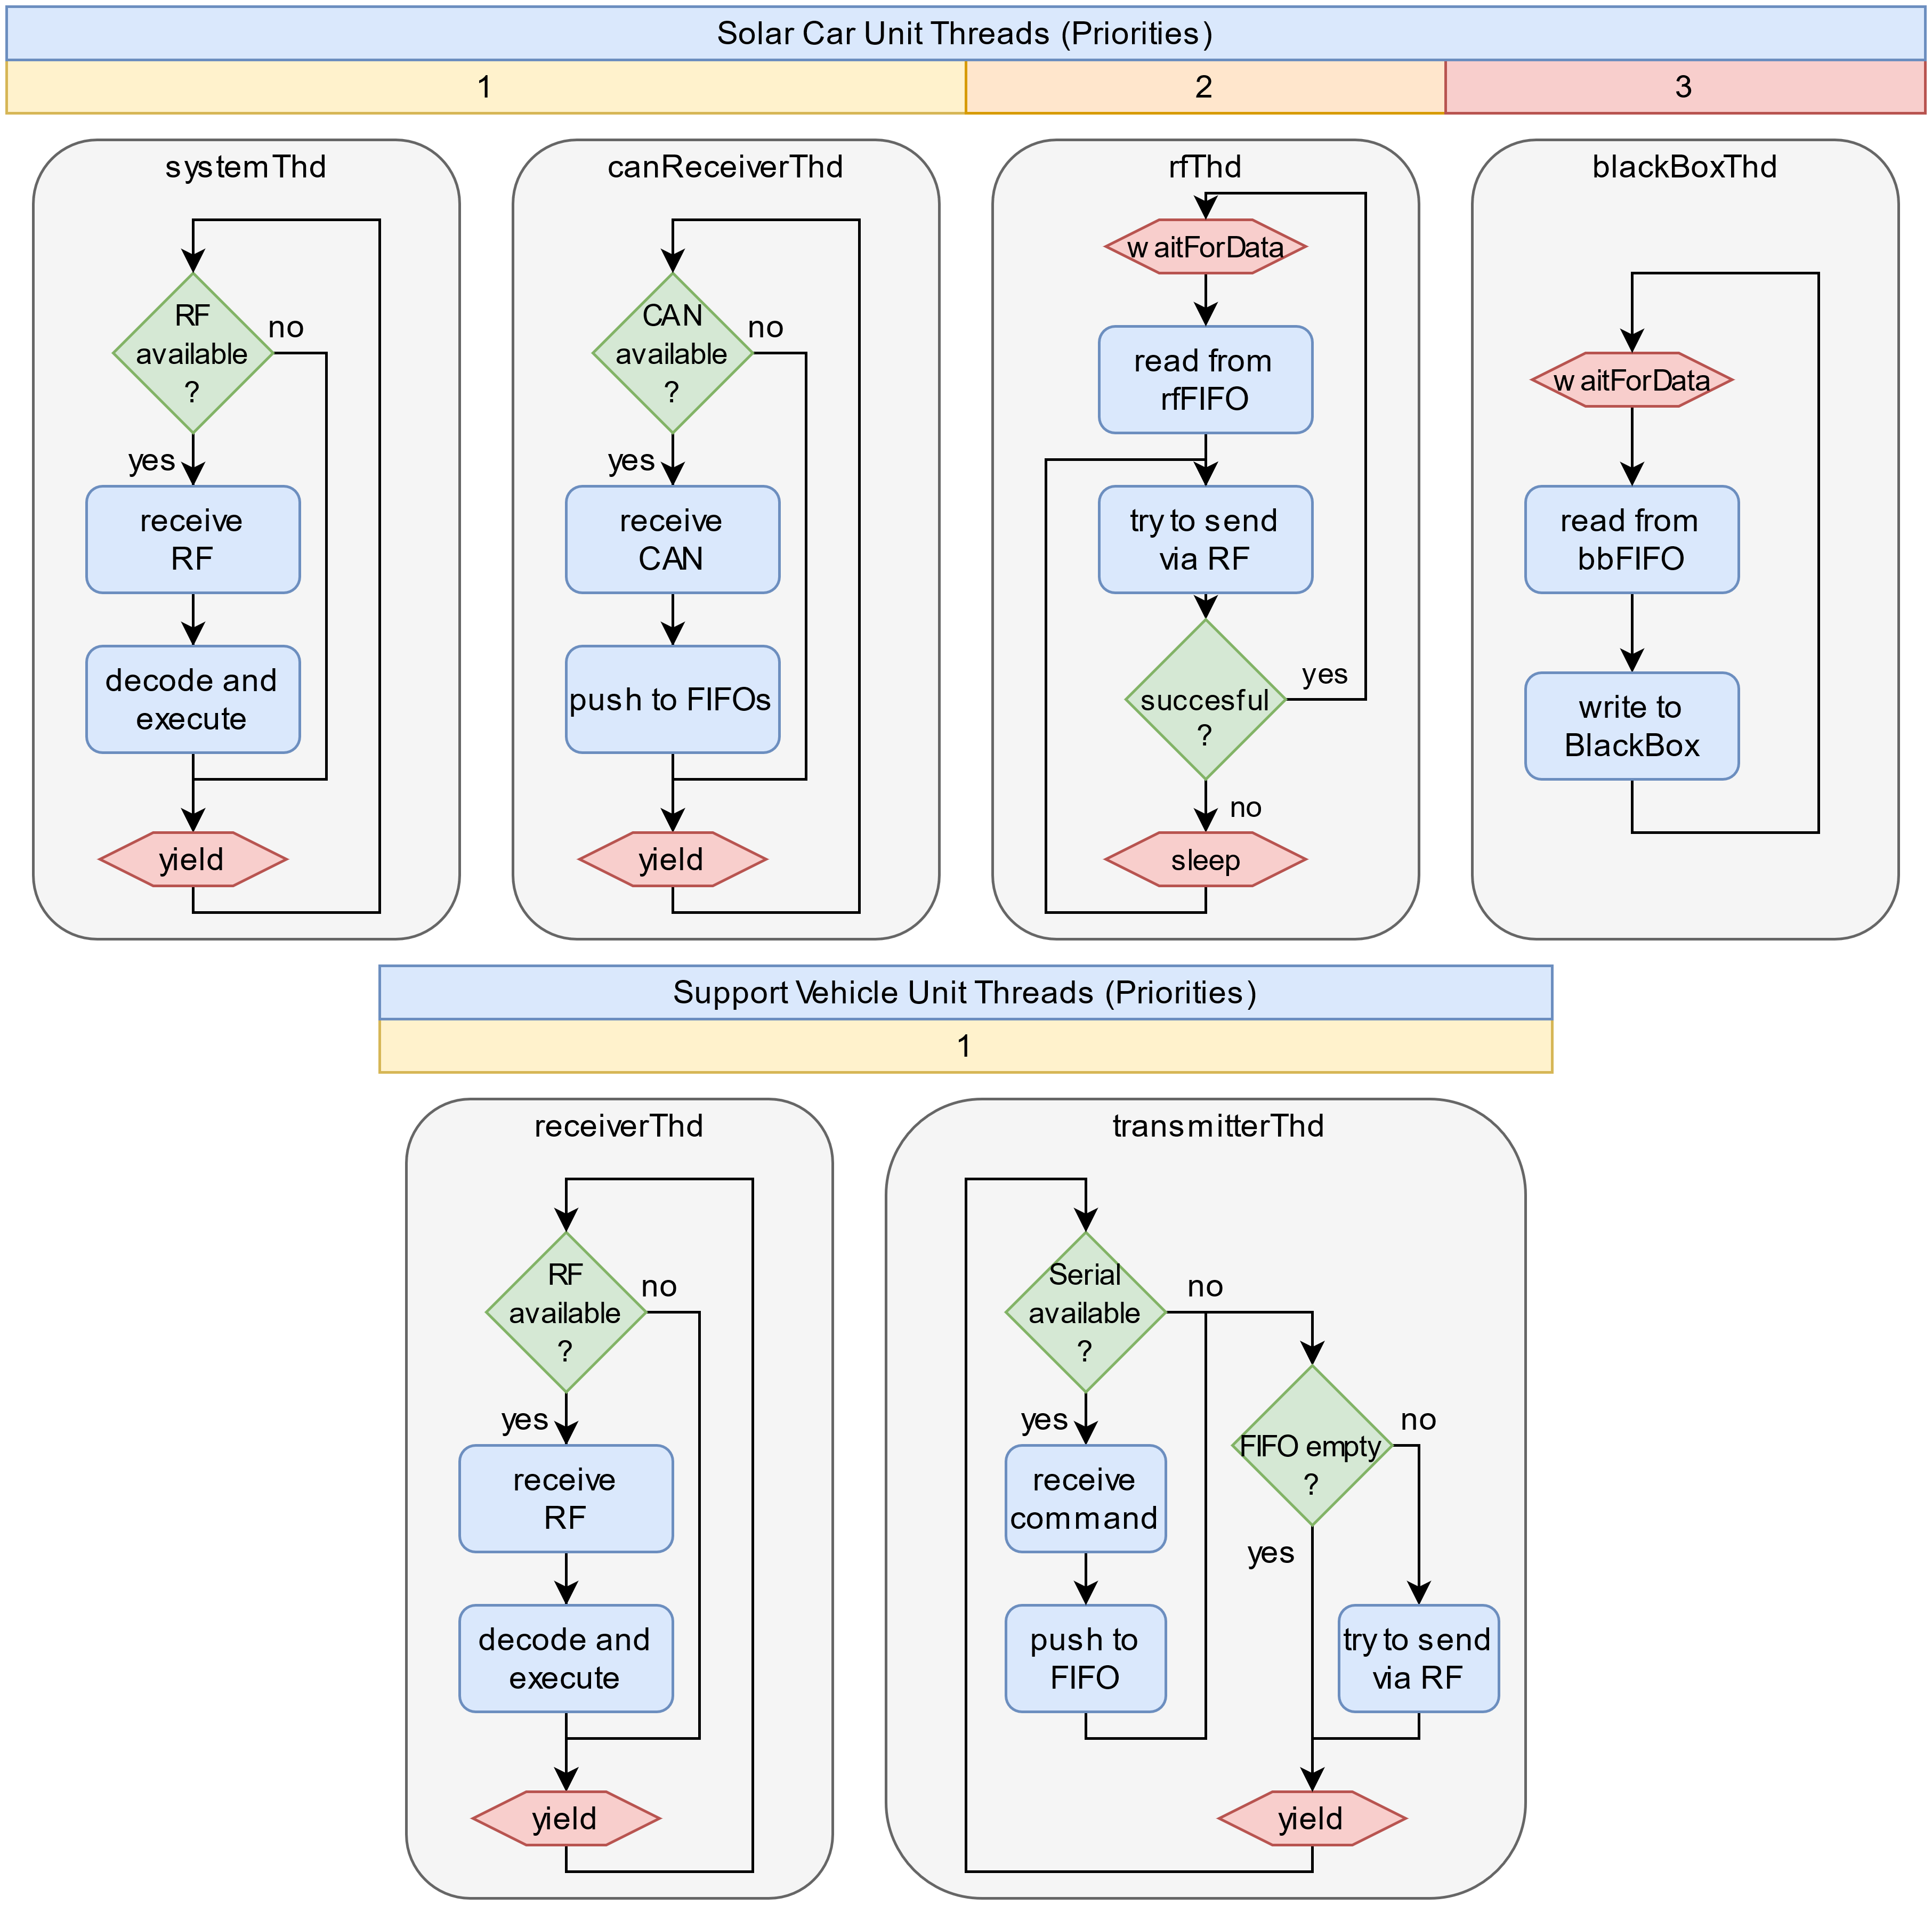 Solar Car Unit Threads (Priorities)
1
2
3
systemThd
RF
available
?
no
yes
receive
RF
decode and
execute
yield
canReceiverThd
CAN
available
?
no
yes
receive
CAN
push to FIFOs
yield
rfThd
waitForData
read from
rfFIFO
try to send
via RF
succesful
?
yes
no
sleep
blackBoxThd
waitForData
read from
bbFIFO
write to
BlackBox
Support Vehicle Unit Threads (Priorities)
1
receiverThd
RF
available
?
no
yes
receive
RF
decode and
execute
yield
transmitterThd
Serial
available
?
no
yes
receive
command
push to
FIFO
FIFO empty
?
no
yes
try to send
via RF
yield